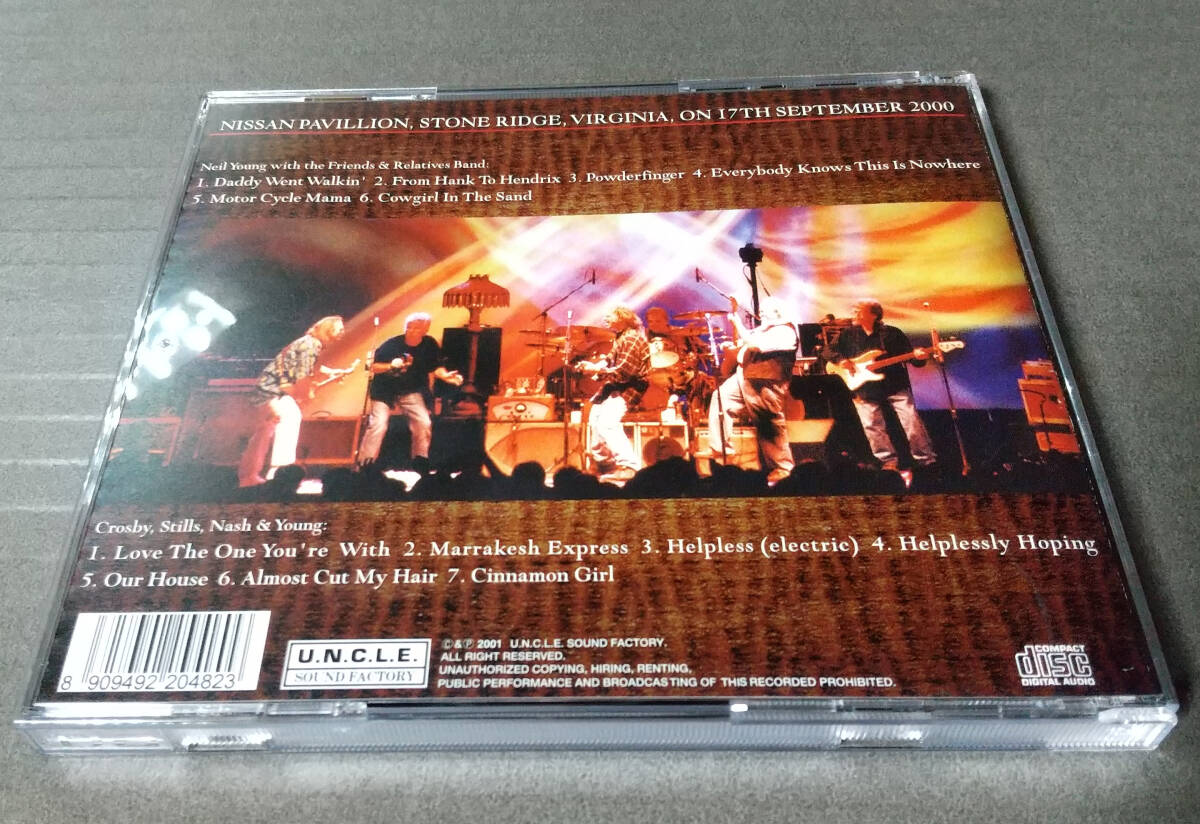 NISSAN PAVILLION, STONE RIDGE, VIRGINIA, ON 17TH SEPTEMBER 2000
Neil Young with the Friends & Relatives Band:
1. Daddy Went Walkin' 2. From Hank To Hendrix 3. Powderfinger 4. Everybody Knows This Is Nowhere
5. Motor Cycle Mama 6. Cowgirl In The Sand
Crosby, Stills, Nash & Young:
1. Love The One You're With 2. Marrakesh Express 3. Helpless (electric) 4. Helplessly Hoping
5. Our House 6. Almost Cut My Hair 7. Cinnamon Girl
8 909492 204823
U.N.C.L.E.
SOUND FACTORY
©&℗ 2001 U.N.C.L.E. SOUND FACTORY.
ALL RIGHT RESERVED.
UNAUTHORIZED COPYING, HIRING, RENTING.
PUBLIC PERFORMANCE AND BROADCASTING OF THIS RECORDED PROHIBITED.
COMPACT
disc
DIGITAL AUDIO